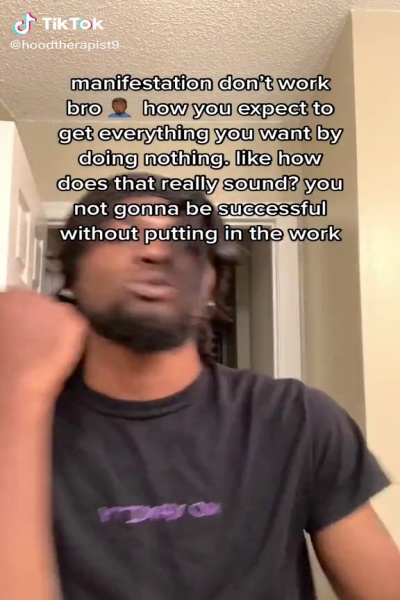 TikTok
@hoodtherapist9
manifestation don't work
bro 🤦🏾‍♂️ how you expect to
get everything you want by
doing nothing. like how
does that really sound? you
not gonna be successful
without putting in the work